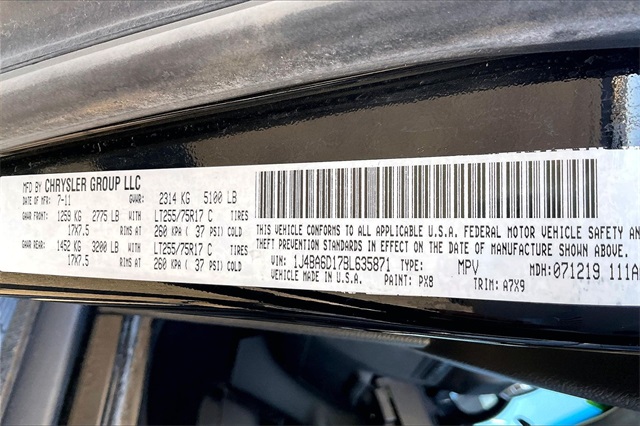 MFD BY CHRYSLER GROUP LLC
DATE OF MFR 7-11 GVWR: 2314 KG 5100 LB
GAWR FRONT 1259 KG 2775 LB WITH LT255/75R17 C TIRES
17X7.5 RIMS AT 260 KPA ( 37 PSI) COLD
GAWR REAR 1452 KG 3200 LB WITH LT255/75R17 C TIRES
17X7.5 RIMS AT 260 KPA ( 37 PSI) COLD
THIS VEHICLE CONFORMS TO ALL APPLICABLE U.S.A. FEDERAL MOTOR VEHICLE SAFETY AND
THEFT PREVENTION STANDARDS IN EFFECT ON THE DATE OF MANUFACTURE SHOWN ABOVE.
VIN: 1J4BA6D17BL635871 TYPE: MPV MDH: 071219 111A
VEHICLE MADE IN U.S.A. PAINT: PX8 TRIM: A7X9